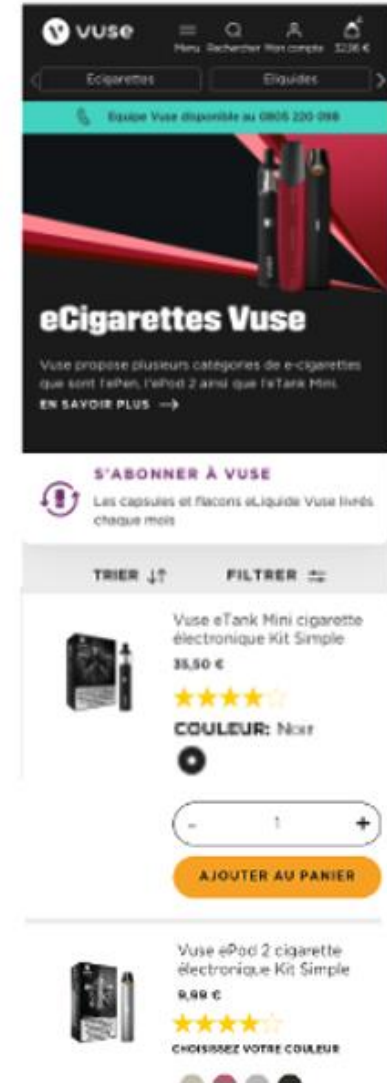 VUSE
Menu Rechercher Mon compte 32,96 €
Ecigarettes Eliquides
Equipe Vuse disponible au 0805 220 098
eCigarettes Vuse
Vuse propose plusieurs catégories de e-cigarettes
que sont l'ePen, l'ePod 2 ainsi que l'eTank Mini.
EN SAVOIR PLUS →
S'ABONNER À VUSE
Les capsules et flacons eLiquide Vuse livrés
chaque mois
TRIER FILTRER
Vuse eTank Mini cigarette
électronique Kit Simple
35,50 €
COULEUR: Noir
- 1 +
AJOUTER AU PANIER
Vuse ePod 2 cigarette
électronique Kit Simple
9,99 €
CHOISISSEZ VOTRE COULEUR